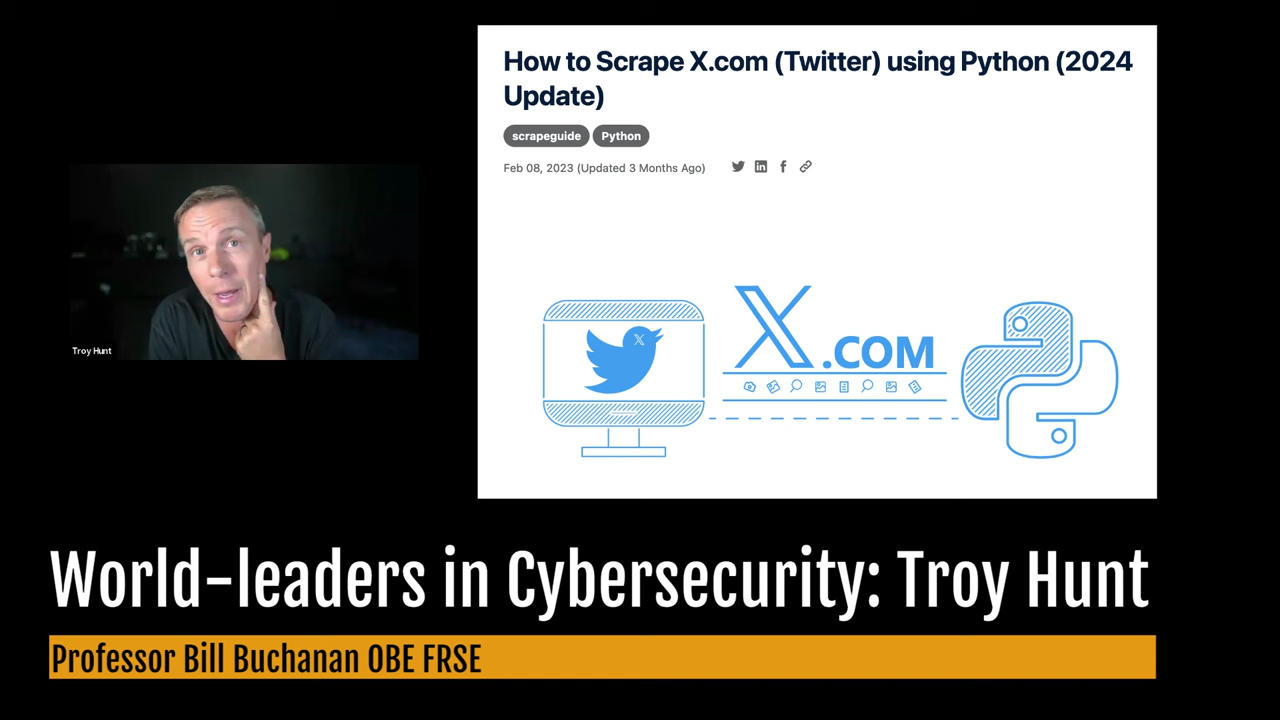 How to Scrape X.com (Twitter) using Python (2024
Update)
scrapeguide Python
Feb 08, 2023 (Updated 3 Months Ago)
X.COM
Troy Hunt
World-leaders in Cybersecurity: Troy Hunt
Professor Bill Buchanan OBE FRSE